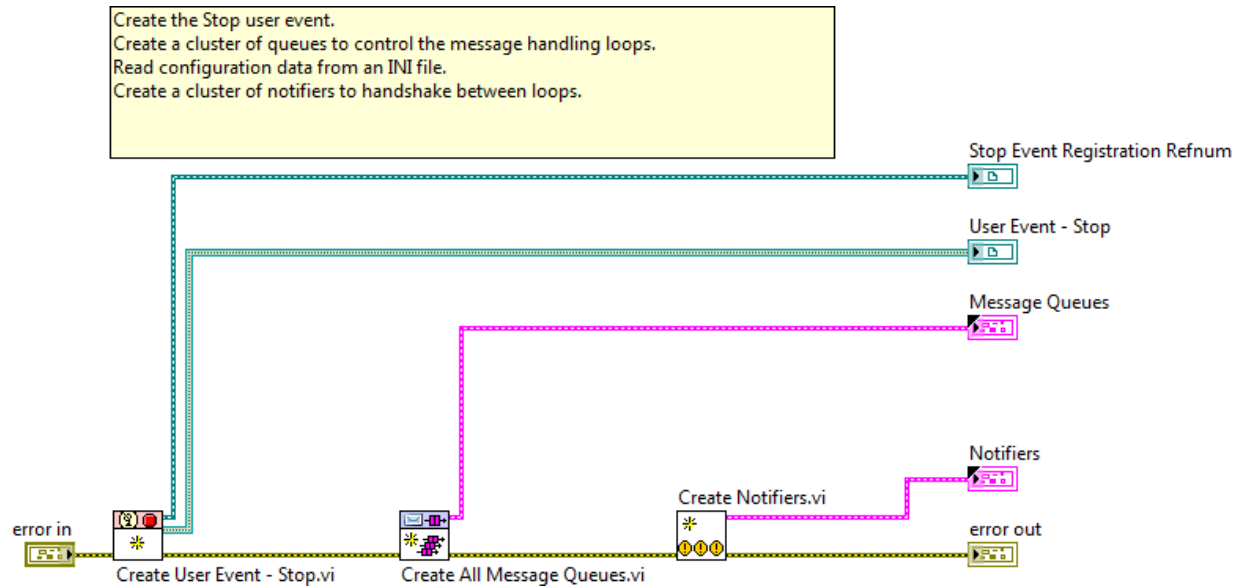 Create the Stop user event.
Create a cluster of queues to control the message handling loops.
Read configuration data from an INI file.
Create a cluster of notifiers to handshake between loops.
Stop Event Registration Refnum
User Event - Stop
Message Queues
Notifiers
Create Notifiers.vi
error in
error out
Create User Event - Stop.vi
Create All Message Queues.vi